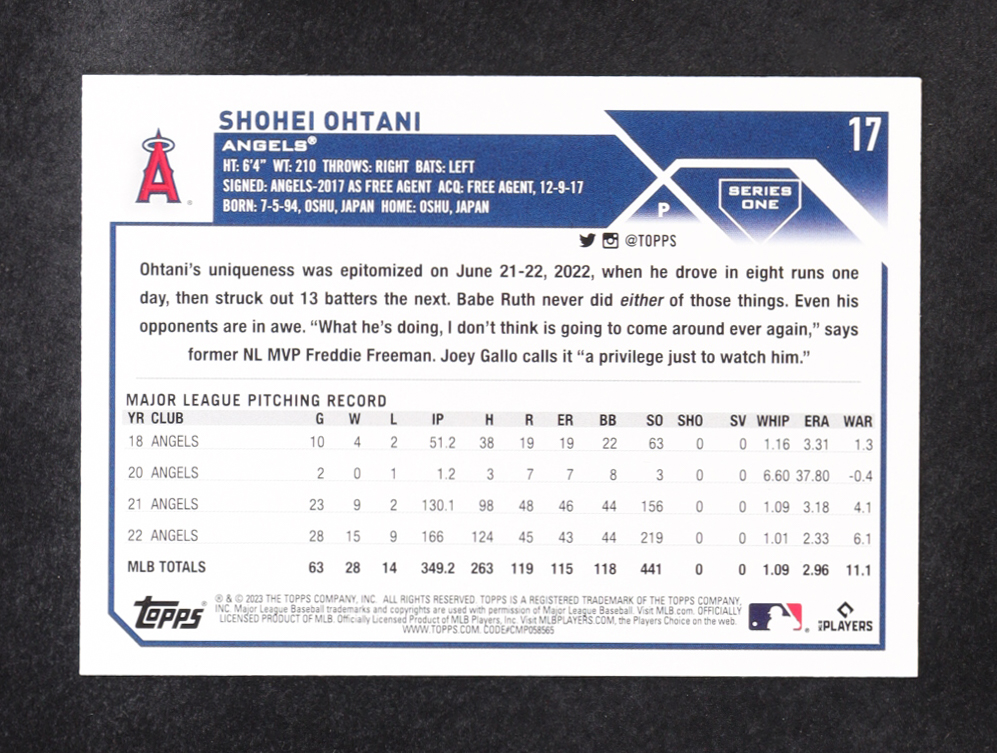 SHOHEI OHTANI
17
A
ANGELS®
HT: 6'4" WT: 210 THROWS: RIGHT BATS: LEFT
SIGNED: ANGELS-2017 AS FREE AGENT ACQ: FREE AGENT, 12-9-17
BORN: 7-5-94, OSHU, JAPAN HOME: OSHU, JAPAN
P
SERIES
ONE
@TOPPS
Ohtani's uniqueness was epitomized on June 21-22, 2022, when he drove in eight runs one
day, then struck out 13 batters the next. Babe Ruth never did either of those things. Even his
opponents are in awe. “What he's doing, I don't think is going to come around ever again,” says
former NL MVP Freddie Freeman. Joey Gallo calls it “a privilege just to watch him.”
MAJOR LEAGUE PITCHING RECORD
YR CLUB G W L IP H R ER BB SO SHO SV WHIP ERA WAR
18 ANGELS 10 4 2 51.2 38 19 19 22 63 0 0 1.16 3.31 1.3
20 ANGELS 2 0 1 1.2 3 7 7 8 3 0 0 6.60 37.80 -0.4
21 ANGELS 23 9 2 130.1 98 48 46 44 156 0 0 1.09 3.18 4.1
22 ANGELS 28 15 9 166 124 45 43 44 219 0 0 1.01 2.33 6.1
MLB TOTALS 63 28 14 349.2 263 119 115 118 441 0 0 1.09 2.96 11.1
Topps®
® & © 2023 THE TOPPS COMPANY, INC. ALL RIGHTS RESERVED. TOPPS IS A REGISTERED TRADEMARK OF THE TOPPS COMPANY,
INC. Major League Baseball trademarks and copyrights are used with permission of Major League Baseball. Visit MLB.com. OFFICIALLY
LICENSED PRODUCT OF MLB. Officially Licensed Product of MLB Players, Inc. Visit MLBPLAYERS.COM, the Players Choice on the web.
WWW.TOPPS.COM. CODE#CMP058565
MLB PLAYERS